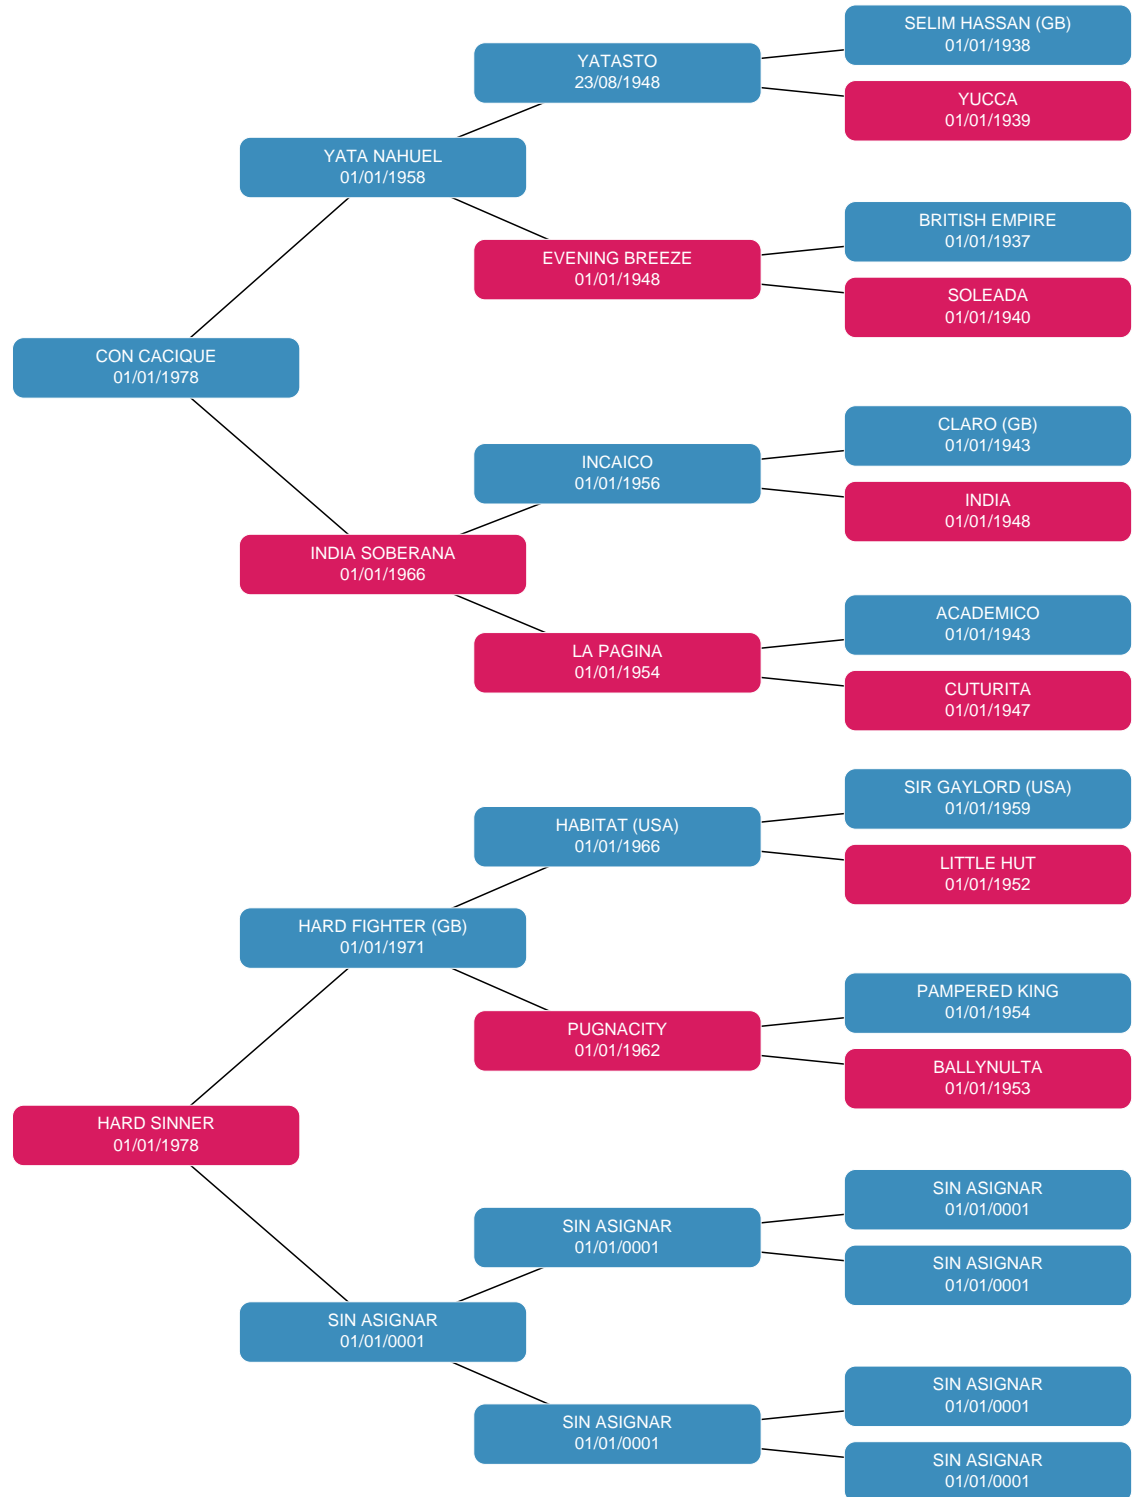 SELIM HASSAN (GB)
01/01/1938
YATASTO
23/08/1948
YUCCA
01/01/1939
YATA NAHUEL
01/01/1958
BRITISH EMPIRE
01/01/1937
EVENING BREEZE
01/01/1948
SOLEADA
01/01/1940
CON CACIQUE
01/01/1978
CLARO (GB)
01/01/1943
INCAICO
01/01/1956
INDIA
01/01/1948
INDIA SOBERANA
01/01/1966
ACADEMICO
01/01/1943
LA PAGINA
01/01/1954
CUTURITA
01/01/1947
SIR GAYLORD (USA)
01/01/1959
HABITAT (USA)
01/01/1966
LITTLE HUT
01/01/1952
HARD FIGHTER (GB)
01/01/1971
PAMPERED KING
01/01/1954
PUGNACITY
01/01/1962
BALLYNULTA
01/01/1953
HARD SINNER
01/01/1978
SIN ASIGNAR
01/01/0001
SIN ASIGNAR
01/01/0001
SIN ASIGNAR
01/01/0001
SIN ASIGNAR
01/01/0001
SIN ASIGNAR
01/01/0001
SIN ASIGNAR
01/01/0001
SIN ASIGNAR
01/01/0001